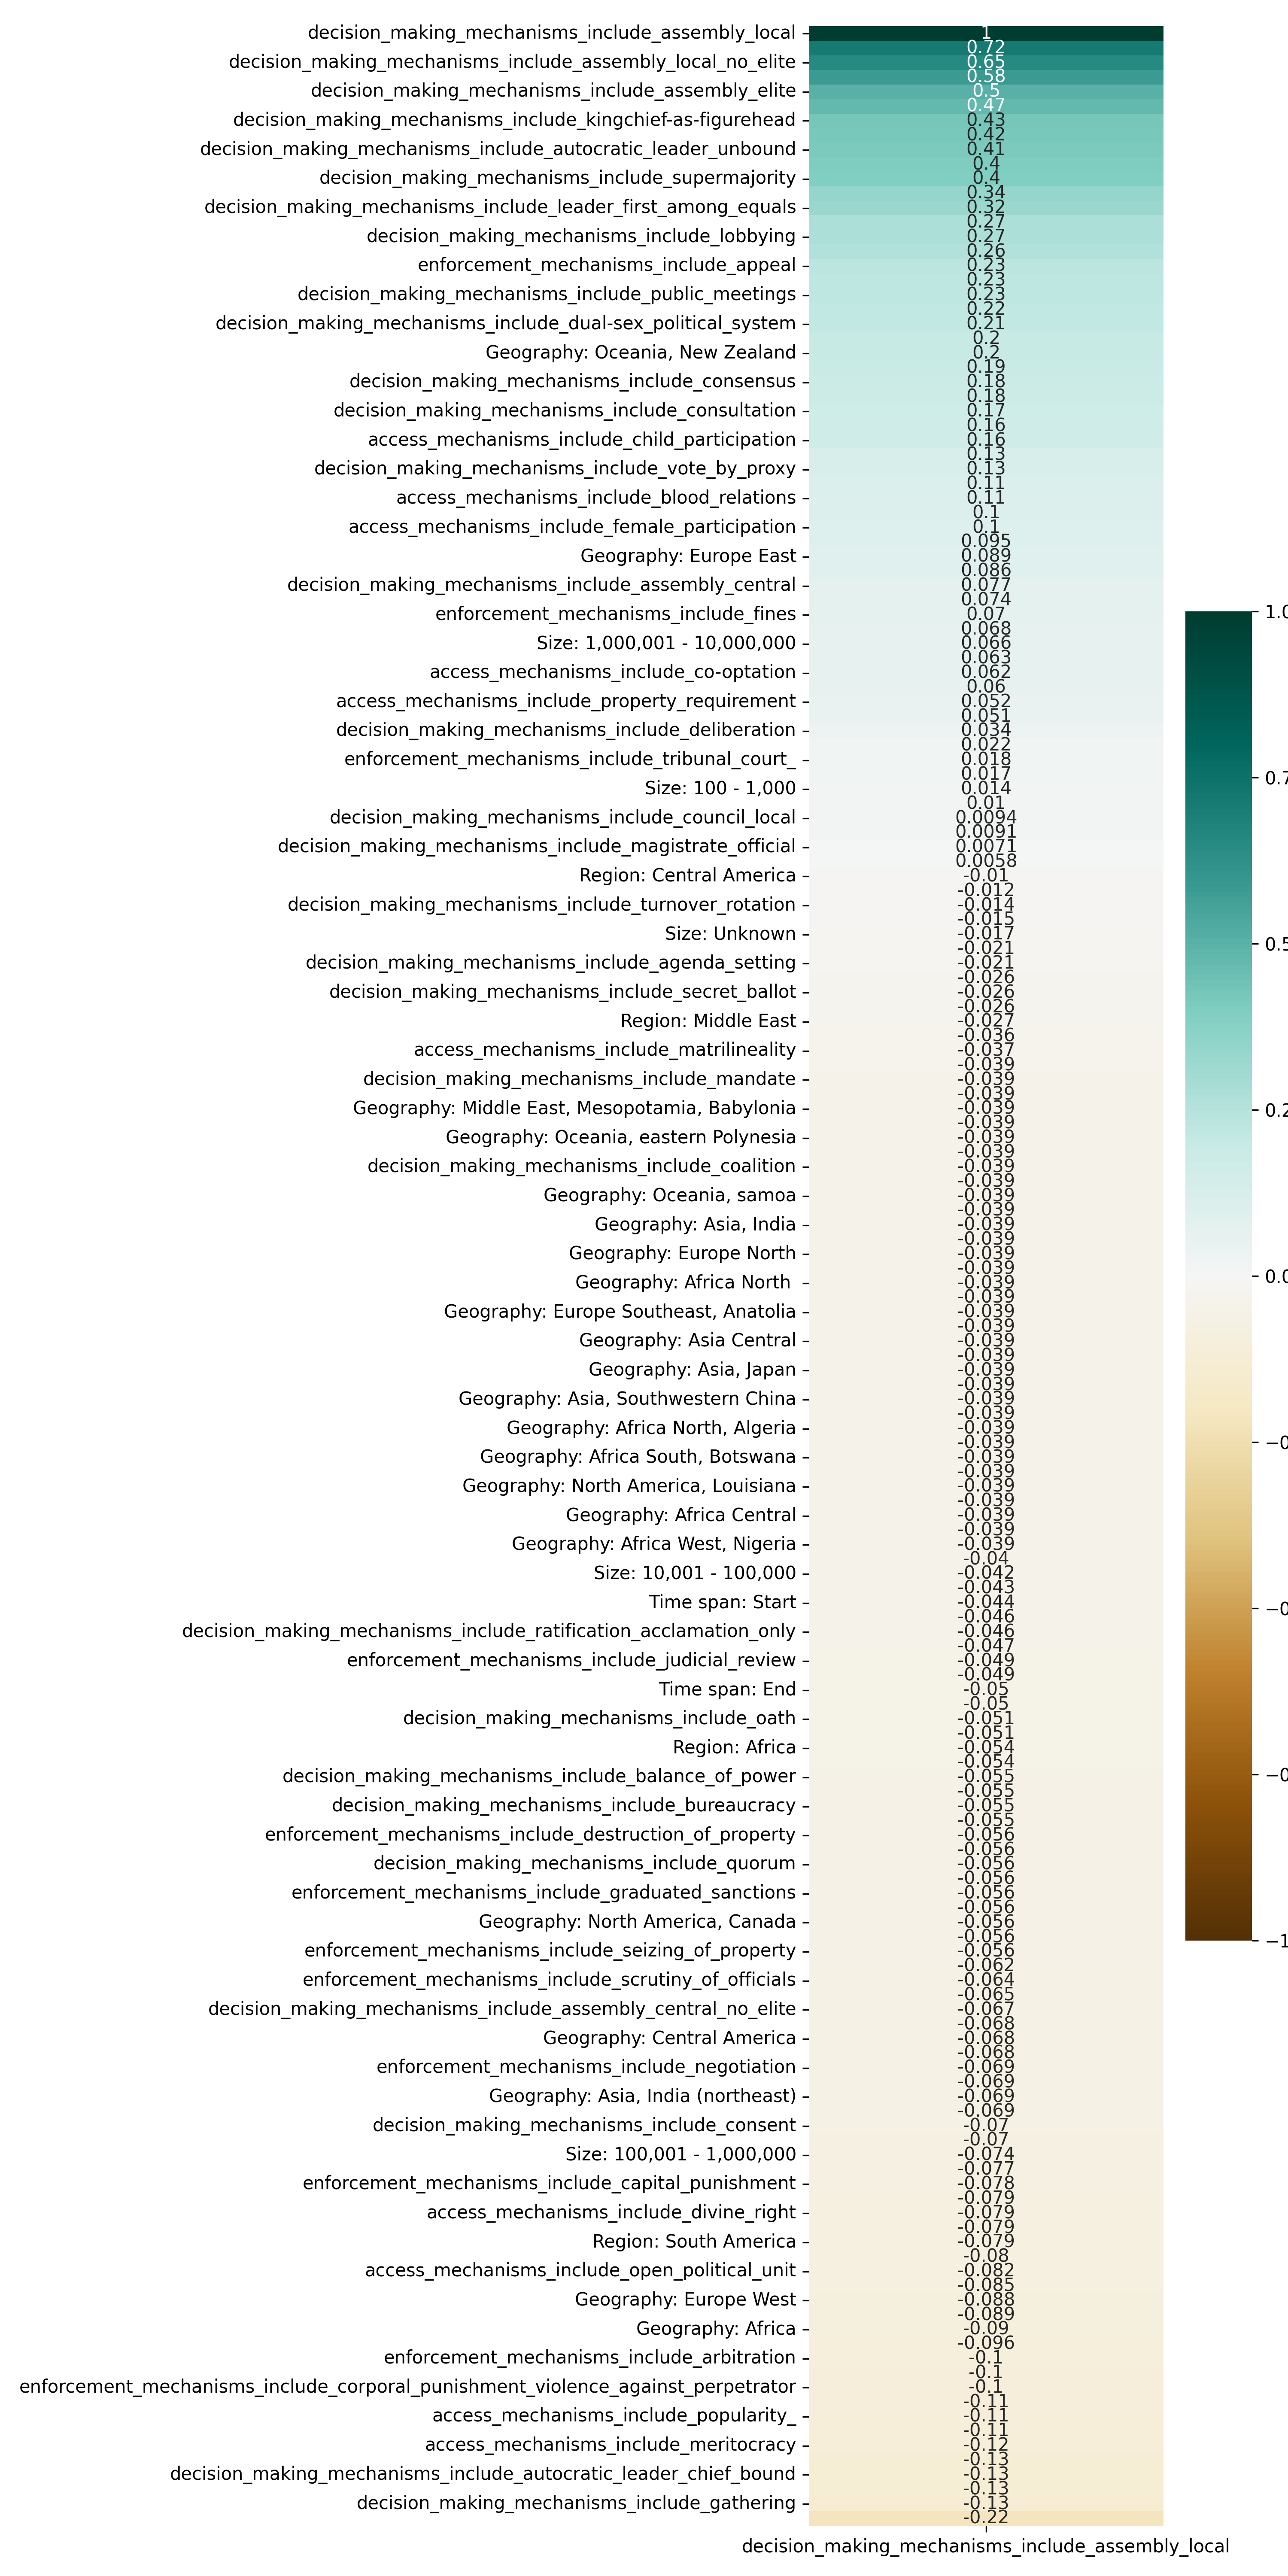 decision_making_mechanisms_include_assembly_local 1
0.72
decision_making_mechanisms_include_assembly_local_no_elite 0.65
0.58
decision_making_mechanisms_include_assembly_elite 0.5
0.47
decision_making_mechanisms_include_kingchief-as-figurehead 0.43
0.42
decision_making_mechanisms_include_autocratic_leader_unbound 0.41
0.4
decision_making_mechanisms_include_supermajority 0.4
0.34
decision_making_mechanisms_include_leader_first_among_equals 0.32
0.27
decision_making_mechanisms_include_lobbying 0.27
0.26
enforcement_mechanisms_include_appeal 0.23
0.23
decision_making_mechanisms_include_public_meetings 0.23
0.22
decision_making_mechanisms_include_dual-sex_political_system 0.21
0.2
Geography: Oceania, New Zealand 0.2
0.19
decision_making_mechanisms_include_consensus 0.18
0.18
decision_making_mechanisms_include_consultation 0.17
0.16
access_mechanisms_include_child_participation 0.16
0.13
decision_making_mechanisms_include_vote_by_proxy 0.13
0.11
access_mechanisms_include_blood_relations 0.11
0.1
access_mechanisms_include_female_participation 0.1
0.095
Geography: Europe East 0.089
0.086
decision_making_mechanisms_include_assembly_central 0.077
0.074
enforcement_mechanisms_include_fines 0.07
0.068
Size: 1,000,001 - 10,000,000 0.066
0.063
access_mechanisms_include_co-optation 0.062
0.06
access_mechanisms_include_property_requirement 0.052
0.051
decision_making_mechanisms_include_deliberation 0.034
0.022
enforcement_mechanisms_include_tribunal_court_ 0.018
0.017
Size: 100 - 1,000 0.014
0.01
decision_making_mechanisms_include_council_local 0.0094
0.0091
decision_making_mechanisms_include_magistrate_official 0.0071
0.0058
Region: Central America -0.01
-0.012
decision_making_mechanisms_include_turnover_rotation -0.014
-0.015
Size: Unknown -0.017
-0.021
decision_making_mechanisms_include_agenda_setting -0.021
-0.026
decision_making_mechanisms_include_secret_ballot -0.026
-0.026
Region: Middle East -0.027
-0.036
access_mechanisms_include_matrilineality -0.037
-0.039
decision_making_mechanisms_include_mandate -0.039
-0.039
Geography: Middle East, Mesopotamia, Babylonia -0.039
-0.039
Geography: Oceania, eastern Polynesia -0.039
-0.039
decision_making_mechanisms_include_coalition -0.039
-0.039
Geography: Oceania, samoa -0.039
-0.039
Geography: Asia, India -0.039
-0.039
Geography: Europe North -0.039
-0.039
Geography: Africa North -0.039
-0.039
Geography: Europe Southeast, Anatolia -0.039
-0.039
Geography: Asia Central -0.039
-0.039
Geography: Asia, Japan -0.039
-0.039
Geography: Asia, Southwestern China -0.039
-0.039
Geography: Africa North, Algeria -0.039
-0.039
Geography: Africa South, Botswana -0.039
-0.039
Geography: North America, Louisiana -0.039
-0.039
Geography: Africa Central -0.039
-0.039
Geography: Africa West, Nigeria -0.039
-0.04
Size: 10,001 - 100,000 -0.042
-0.043
Time span: Start -0.044
-0.046
decision_making_mechanisms_include_ratification_acclamation_only -0.046
-0.047
enforcement_mechanisms_include_judicial_review -0.049
-0.049
Time span: End -0.05
-0.05
decision_making_mechanisms_include_oath -0.051
-0.051
Region: Africa -0.054
-0.054
decision_making_mechanisms_include_balance_of_power -0.055
-0.055
decision_making_mechanisms_include_bureaucracy -0.055
-0.055
enforcement_mechanisms_include_destruction_of_property -0.056
-0.056
decision_making_mechanisms_include_quorum -0.056
-0.056
enforcement_mechanisms_include_graduated_sanctions -0.056
-0.056
Geography: North America, Canada -0.056
-0.056
enforcement_mechanisms_include_seizing_of_property -0.056
-0.062
enforcement_mechanisms_include_scrutiny_of_officials -0.064
-0.065
decision_making_mechanisms_include_assembly_central_no_elite -0.067
-0.068
Geography: Central America -0.068
-0.068
enforcement_mechanisms_include_negotiation -0.069
-0.069
Geography: Asia, India (northeast) -0.069
-0.069
decision_making_mechanisms_include_consent -0.07
-0.07
Size: 100,001 - 1,000,000 -0.074
-0.077
enforcement_mechanisms_include_capital_punishment -0.078
-0.079
access_mechanisms_include_divine_right -0.079
-0.079
Region: South America -0.079
-0.08
access_mechanisms_include_open_political_unit -0.082
-0.085
Geography: Europe West -0.088
-0.089
Geography: Africa -0.09
-0.096
enforcement_mechanisms_include_arbitration -0.1
-0.1
enforcement_mechanisms_include_corporal_punishment_violence_against_perpetrator -0.1
-0.11
access_mechanisms_include_popularity_ -0.11
-0.11
access_mechanisms_include_meritocracy -0.12
-0.13
decision_making_mechanisms_include_autocratic_leader_chief_bound -0.13
-0.13
decision_making_mechanisms_include_gathering -0.13
-0.22
decision_making_mechanisms_include_assembly_local